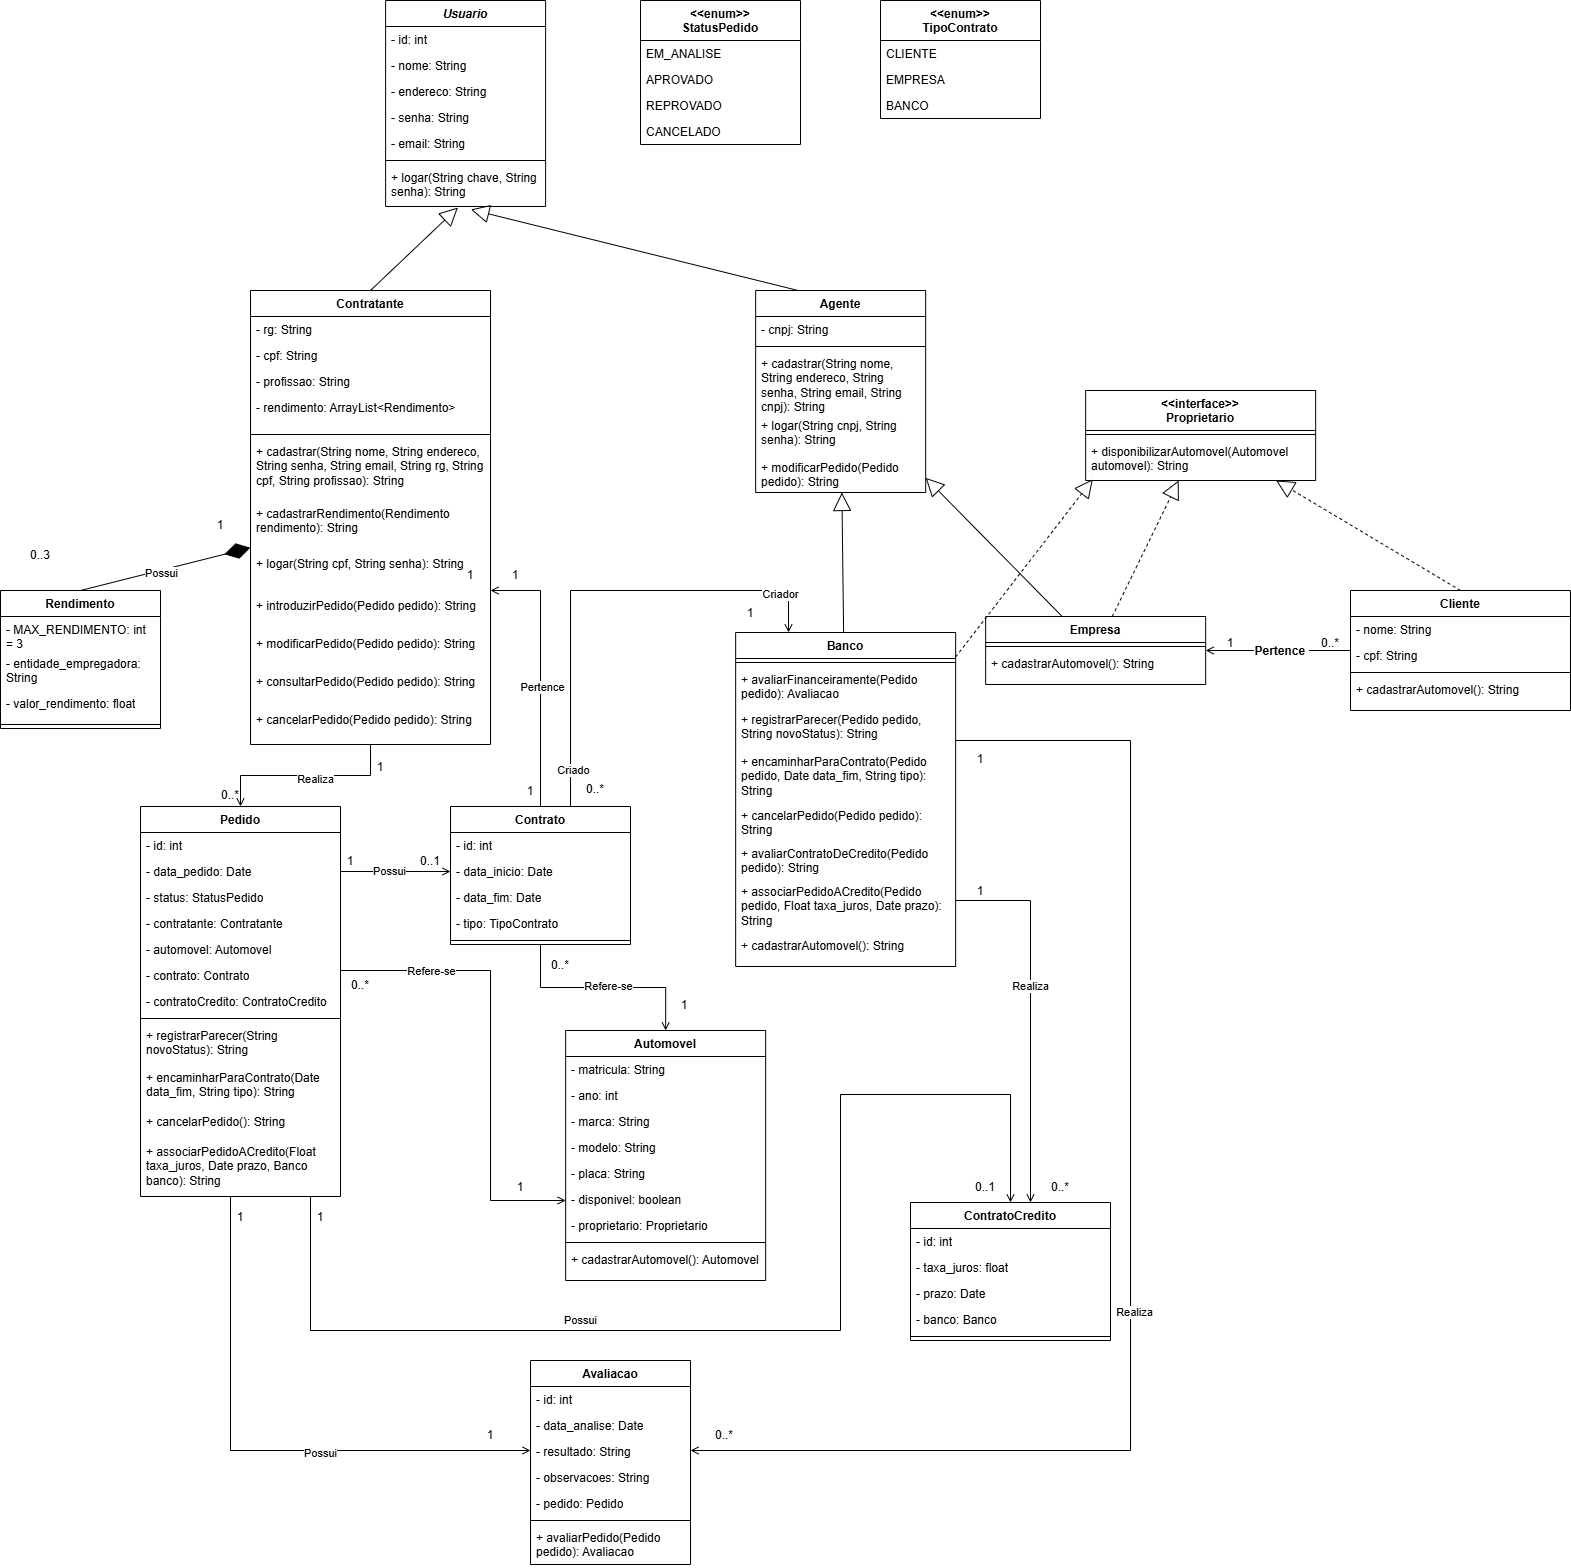 Usuario
- id: int
- nome: String
- endereco: String
- senha: String
- email: String
+ logar(String chave, String
senha): String
<<enum>>
StatusPedido
EM_ANALISE
APROVADO
REPROVADO
CANCELADO
<<enum>>
TipoContrato
CLIENTE
EMPRESA
BANCO
Contratante
- rg: String
- cpf: String
- profissao: String
- rendimento: ArrayList<Rendimento>
+ cadastrar(String nome, String endereco,
String senha, String email, String rg, String
cpf, String profissao): String
+ cadastrarRendimento(Rendimento
rendimento): String
+ logar(String cpf, String senha): String
+ introduzirPedido(Pedido pedido): String
+ modificarPedido(Pedido pedido): String
+ consultarPedido(Pedido pedido): String
+ cancelarPedido(Pedido pedido): String
Agente
- cnpj: String
+ cadastrar(String nome,
String endereco, String
senha, String email, String
cnpj): String
+ logar(String cnpj, String
senha): String
+ modificarPedido(Pedido
pedido): String
<<interface>>
Proprietario
+ disponibilizarAutomovel(Automovel
automovel): String
1
0..3
Possui
Rendimento
- MAX_RENDIMENTO: int
= 3
- entidade_empregadora:
String
- valor_rendimento: float
1
1
Pertence
1
Criador
1
Criado
0..*
Banco
+ avaliarFinanceiramente(Pedido
pedido): Avaliacao
+ registrarParecer(Pedido pedido,
String novoStatus): String
+ encaminharParaContrato(Pedido
pedido, Date data_fim, String tipo):
String
+ cancelarPedido(Pedido pedido):
String
+ avaliarContratoDeCredito(Pedido
pedido): String
+ associarPedidoACredito(Pedido
pedido, Float taxa_juros, Date prazo):
String
+ cadastrarAutomovel(): String
Empresa
+ cadastrarAutomovel(): String
1
Pertence
0..*
Cliente
- nome: String
- cpf: String
+ cadastrarAutomovel(): String
1
Realiza
0..*
Pedido
- id: int
- data_pedido: Date
- status: StatusPedido
- contratante: Contratante
- automovel: Automovel
- contrato: Contrato
- contratoCredito: ContratoCredito
+ registrarParecer(String
novoStatus): String
+ encaminharParaContrato(Date
data_fim, String tipo): String
+ cancelarPedido(): String
+ associarPedidoACredito(Float
taxa_juros, Date prazo, Banco
banco): String
1
Possui
0..1
Contrato
- id: int
- data_inicio: Date
- data_fim: Date
- tipo: TipoContrato
Refere-se
0..*
1
0..*
Refere-se
1
Automovel
- matricula: String
- ano: int
- marca: String
- modelo: String
- placa: String
- disponivel: boolean
- proprietario: Proprietario
+ cadastrarAutomovel(): Automovel
1
1
Realiza
0..1
0..*
ContratoCredito
- id: int
- taxa_juros: float
- prazo: Date
- banco: Banco
Realiza
1
1
Possui
Avaliacao
- id: int
- data_analise: Date
- resultado: String
- observacoes: String
- pedido: Pedido
+ avaliarPedido(Pedido
pedido): Avaliacao
1
Possui
0..*